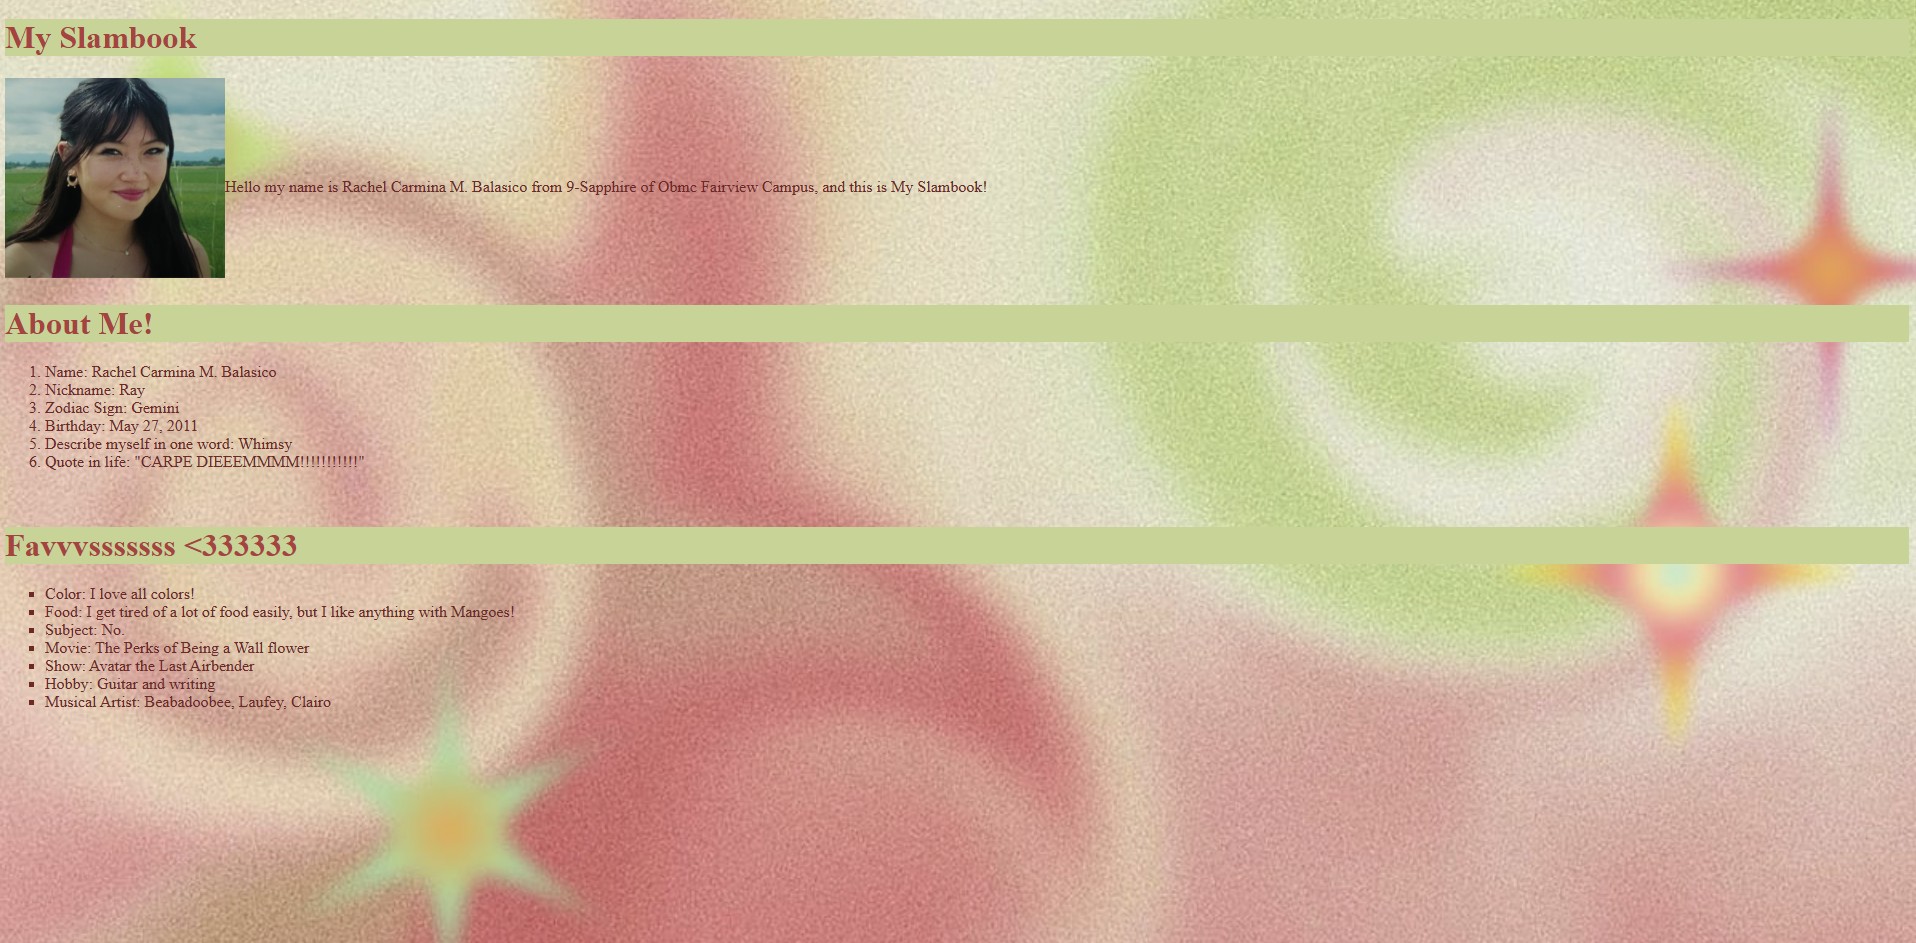 My Slambook
Hello my name is Rachel Carmina M. Balasico from 9-Sapphire of Obmc Fairview Campus, and this is My Slambook!
About Me!
1. Name: Rachel Carmina M. Balasico
2. Nickname: Ray
3. Zodiac Sign: Gemini
4. Birthday: May 27, 2011
5. Describe myself in one word: Whimsy
6. Quote in life: "CARPE DIEEEMMMM!!!!!!!!!!!"
Favvvsssssss <333333
▪ Color: I love all colors!
▪ Food: I get tired of a lot of food easily, but I like anything with Mangoes!
▪ Subject: No.
▪ Movie: The Perks of Being a Wall flower
▪ Show: Avatar the Last Airbender
▪ Hobby: Guitar and writing
▪ Musical Artist: Beabadoobee, Laufey, Clairo